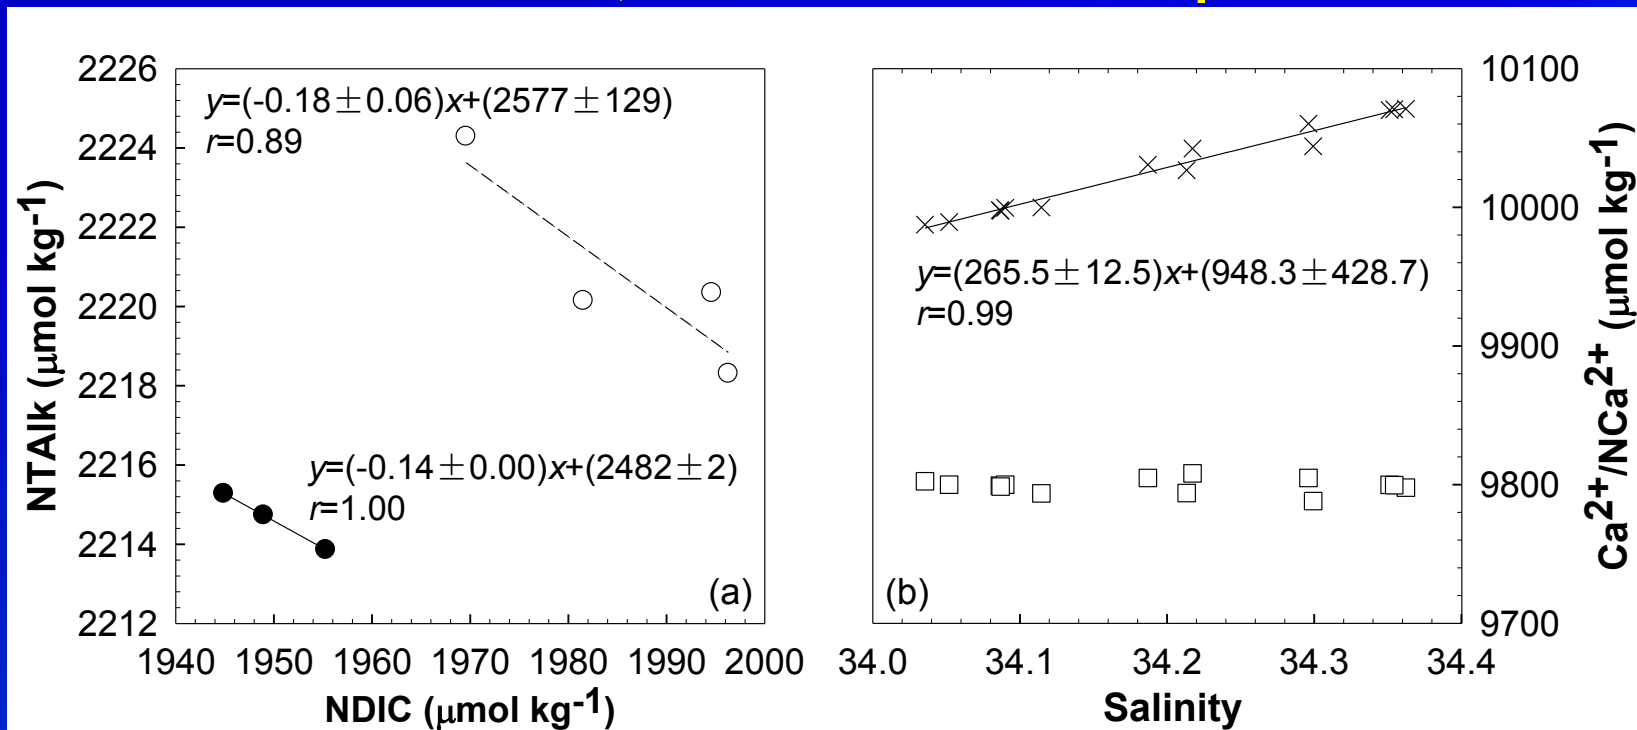 2226
2224
2222
2220
2218
2216
2214
2212
NTAlk (μmol kg-1)
y=(-0.18±0.06)x+(2577±129)
r=0.89
y=(-0.14±0.00)x+(2482±2)
r=1.00
(a)
1940 1950 1960 1970 1980 1990 2000
NDIC (μmol kg-1)
y=(265.5±12.5)x+(948.3±428.7)
r=0.99
(b)
34.0 34.1 34.2 34.3 34.4
Salinity
10100
10000
9900
9800
9700
Ca2+/NCa2+ (μmol kg-1)